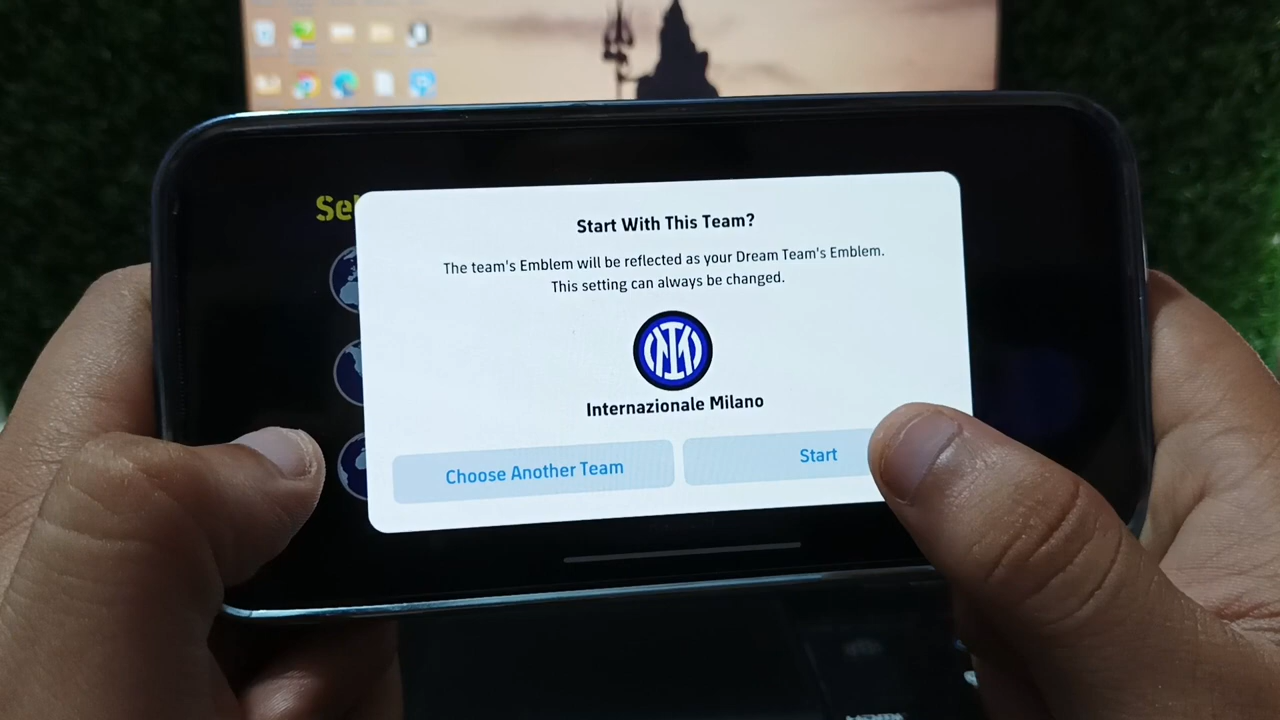 Sel
Start With This Team?
The team's Emblem will be reflected as your Dream Team's Emblem.
This setting can always be changed.
Internazionale Milano
Choose Another Team
Start